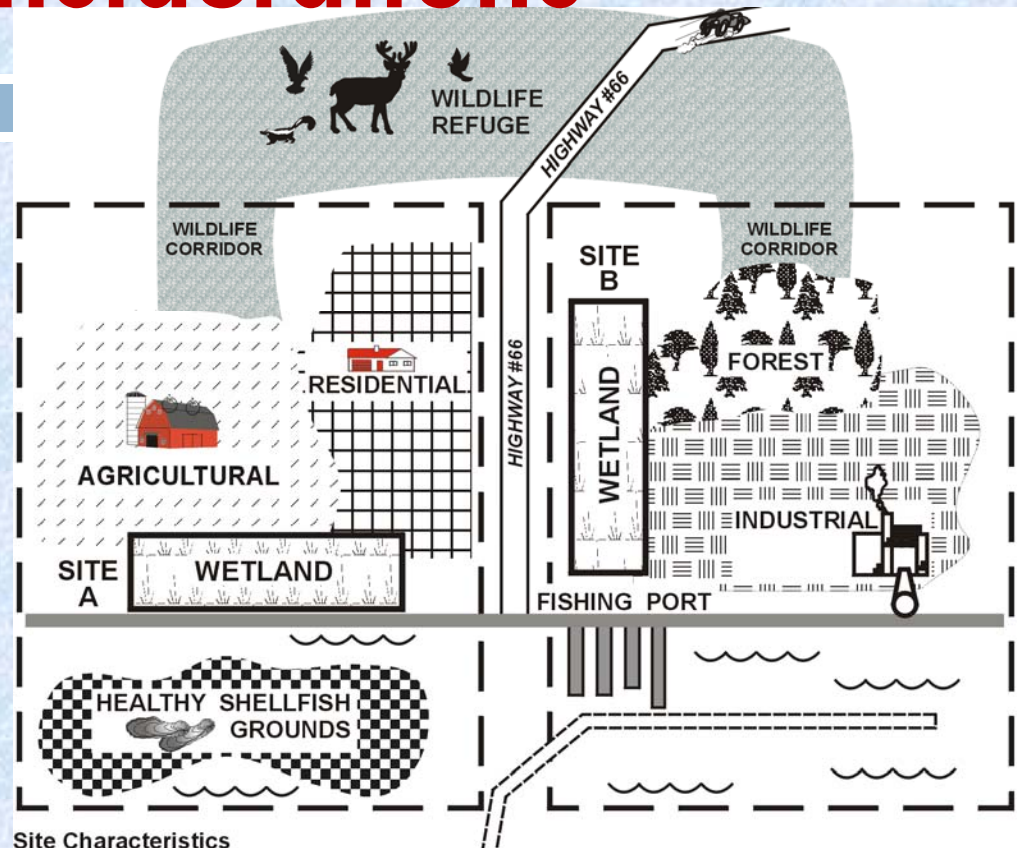 WILDLIFE
REFUGE
HIGHWAY #66
WILDLIFE
CORRIDOR
WILDLIFE
CORRIDOR
SITE
B
RESIDENTIAL
FOREST
HIGHWAY #66
WETLAND
AGRICULTURAL
INDUSTRIAL
SITE
A
WETLAND
FISHING PORT
HEALTHY SHELLFISH
GROUNDS
Site Characteristics